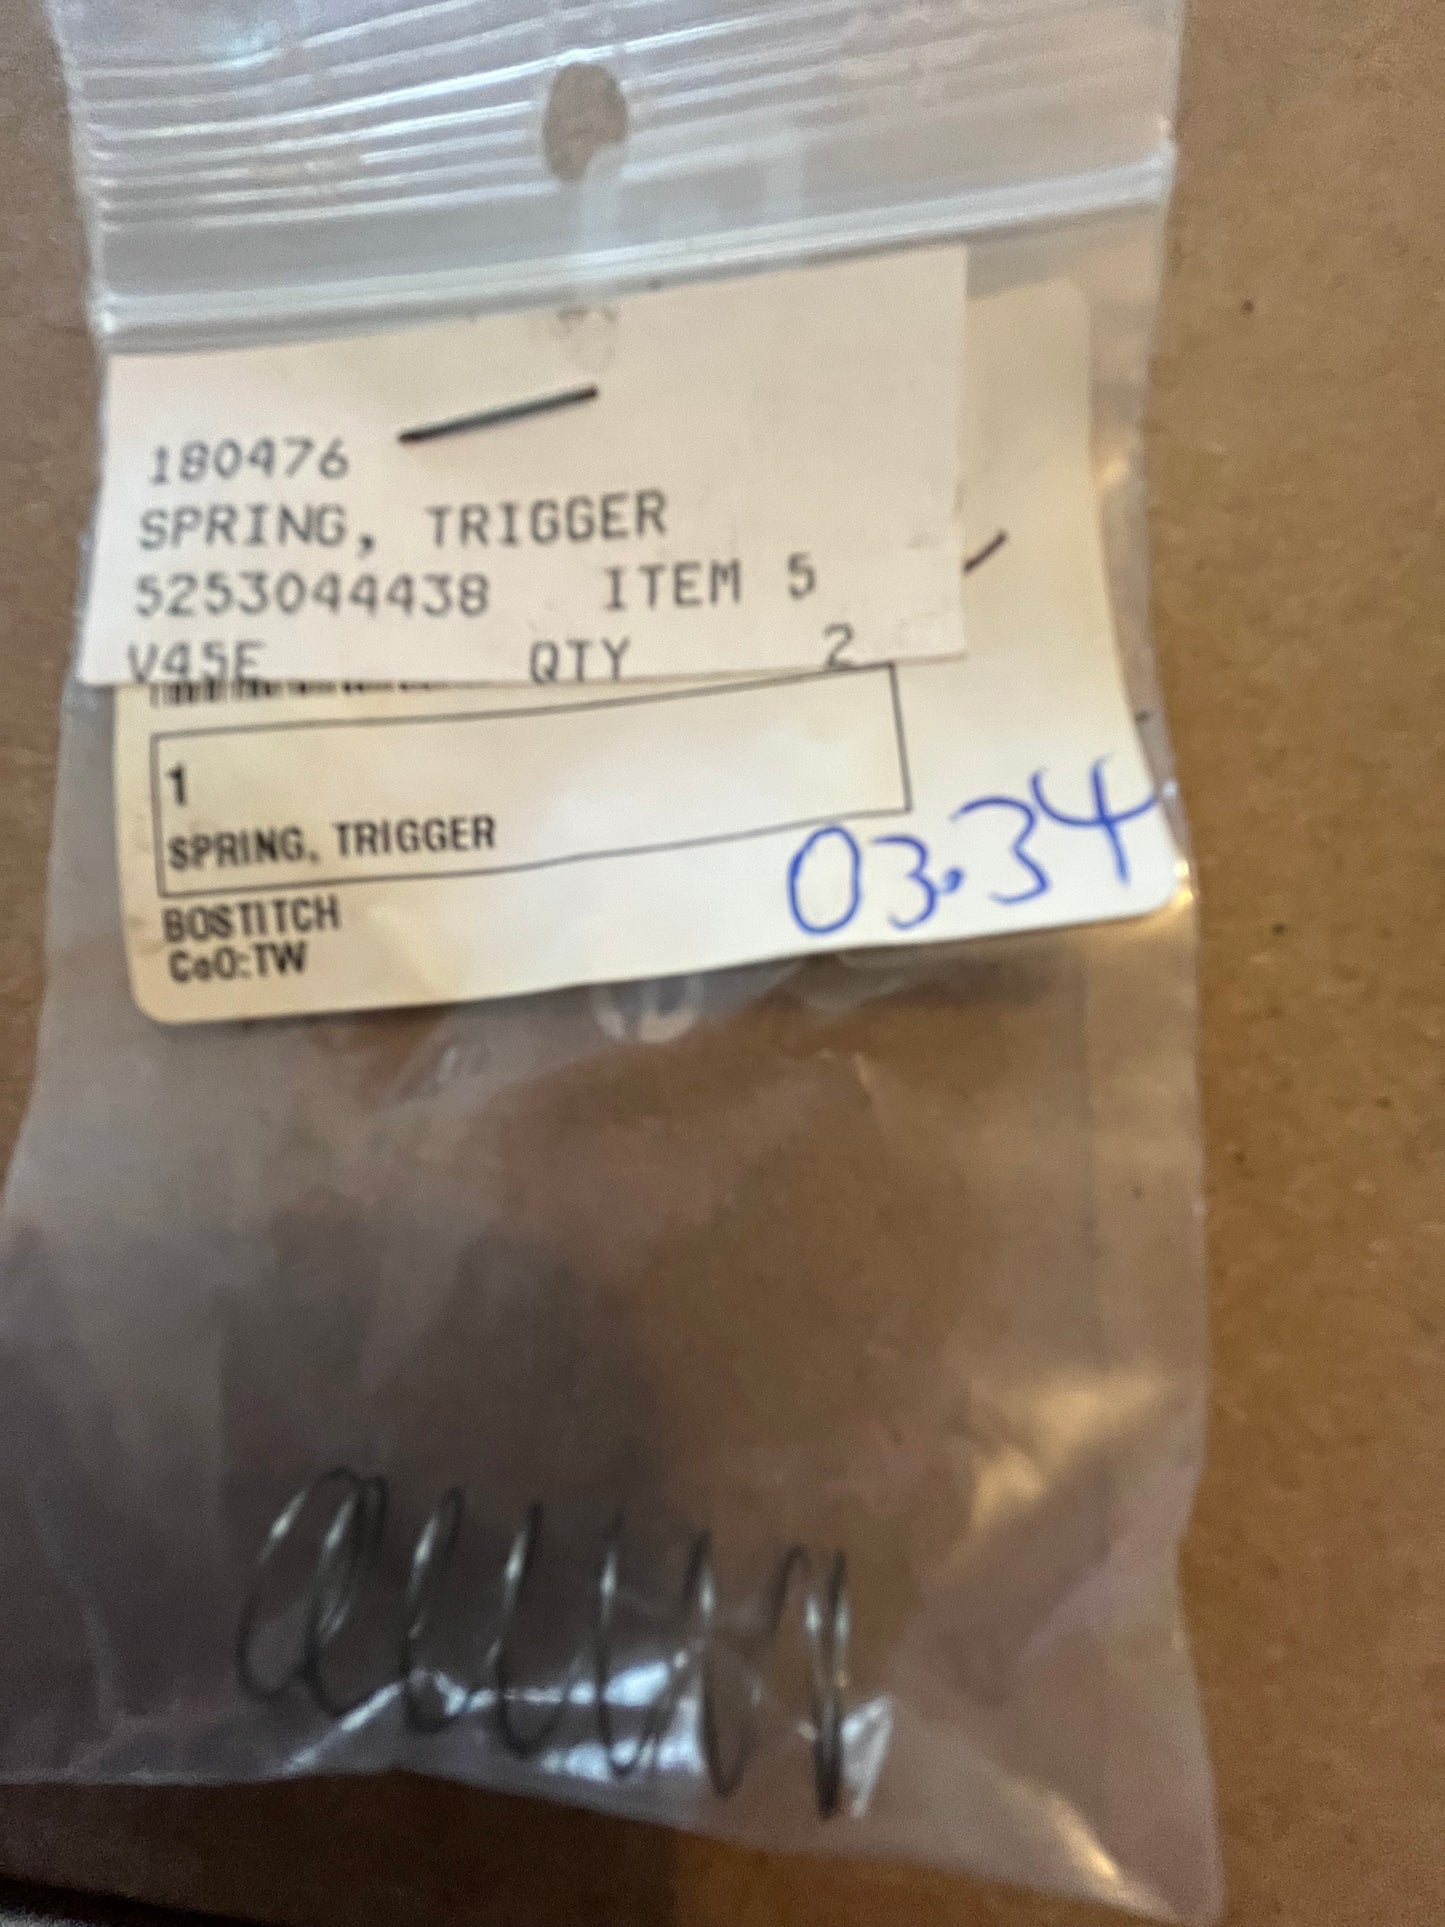 180476
SPRING, TRIGGER
5253044438 ITEM 5
V45E QTY 2
1
SPRING, TRIGGER
03.34
BOSTITCH
CoO:TW